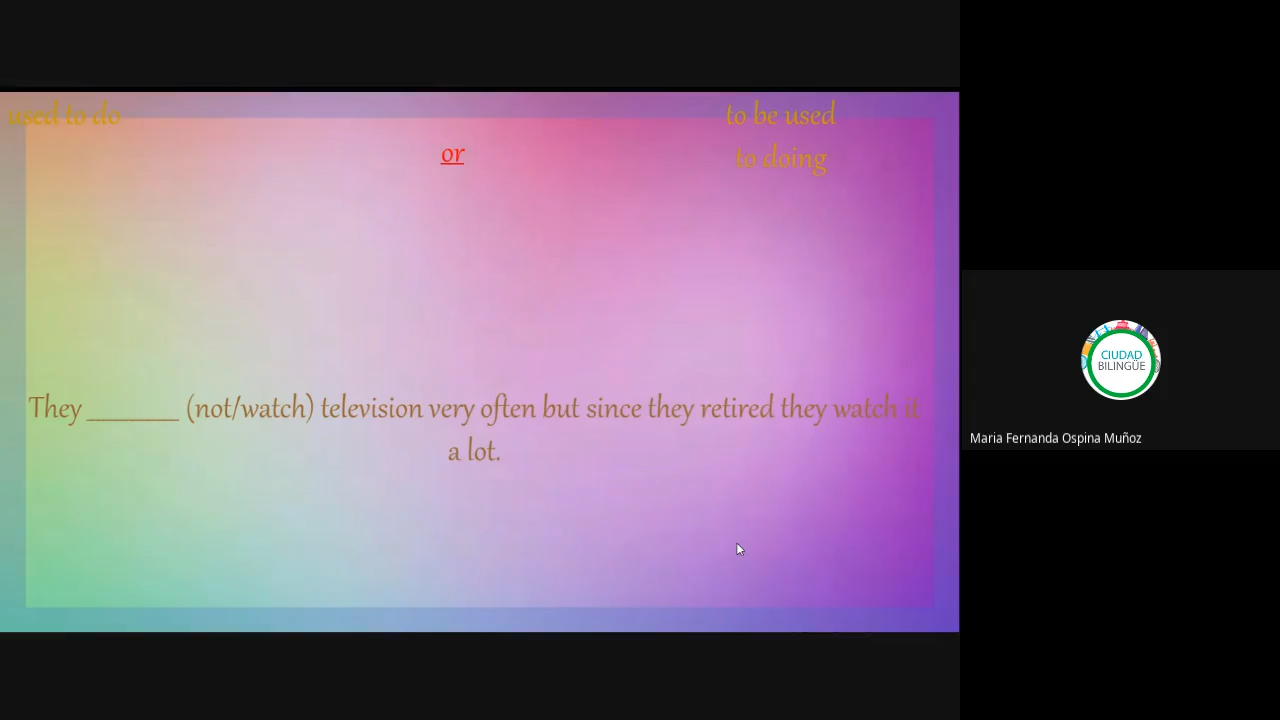 used to do
or
to be used
to doing
They ________ (not/watch) television very often but since they retired they watch it
a lot.
CIUDAD
BILINGÜE
Maria Fernanda Ospina Muñoz